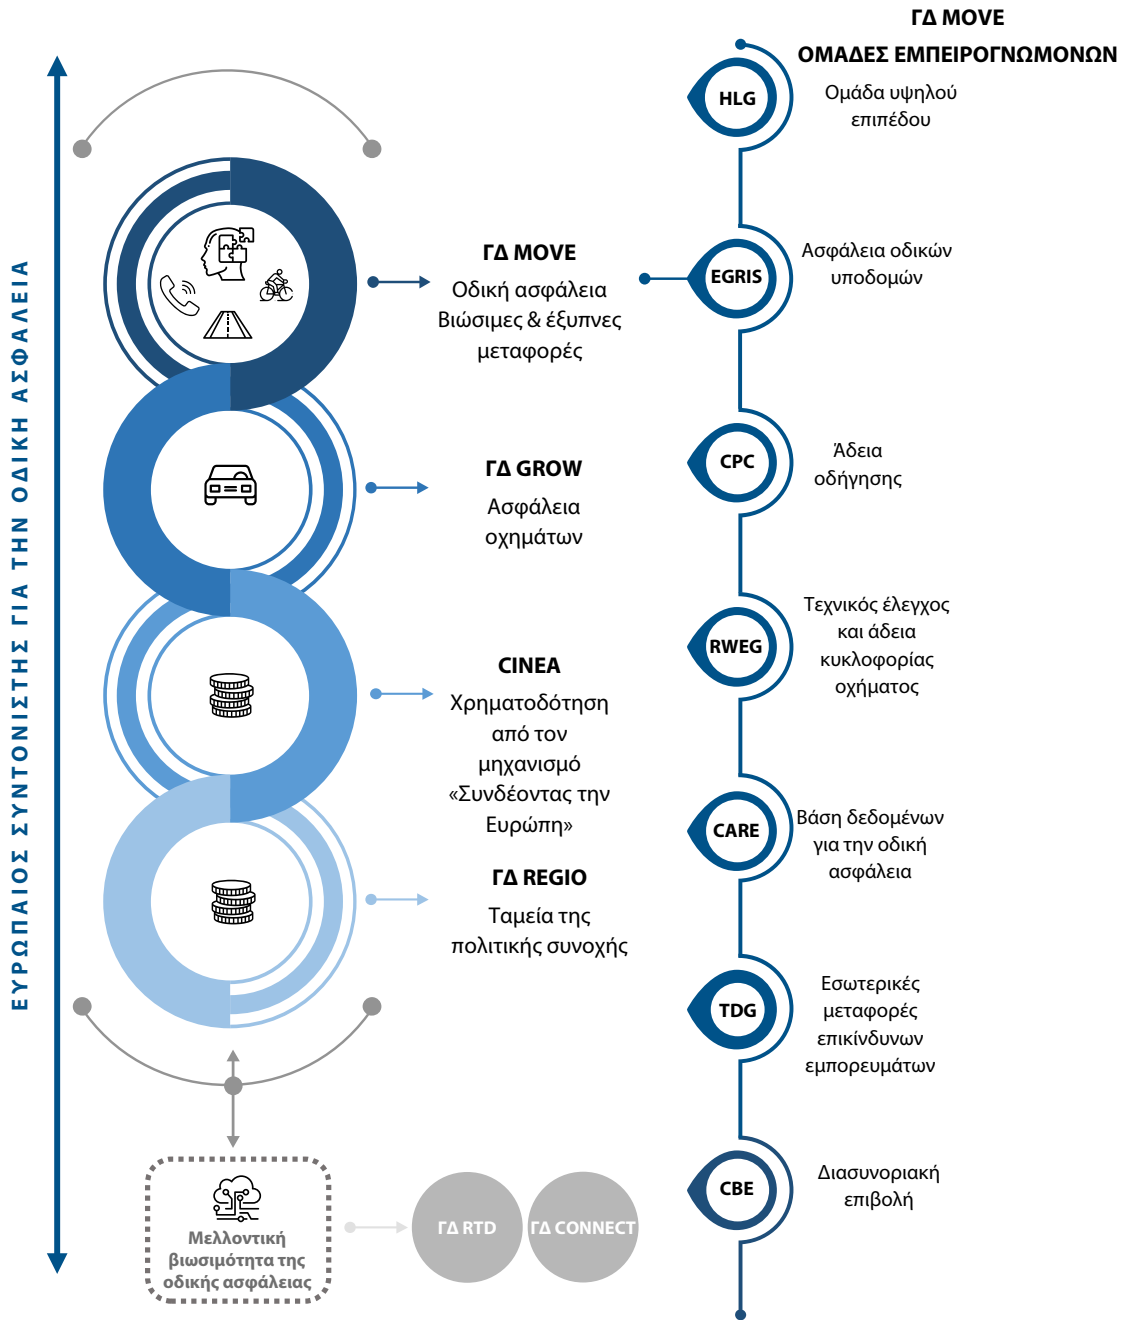 ΕΥΡΩΠΑΙΟΣ ΣΥΝΤΟΝΙΣΤΗΣ ΓΙΑ ΤΗΝ ΟΔΙΚΗ ΑΣΦΑΛΕΙΑ
ΓΔ MOVE
Οδική ασφάλεια
Βιώσιμες & έξυπνες
μεταφορές
ΓΔ GROW
Ασφάλεια
οχημάτων
CINEA
Χρηματοδότηση
από τον
μηχανισμό
«Συνδέοντας την
Ευρώπη»
ΓΔ REGIO
Ταμεία της
πολιτικής συνοχής
Μελλοντική
βιωσιμότητα της
οδικής ασφάλειας
ΓΔ RTD
ΓΔ CONNECT
ΓΔ MOVE
ΟΜΑΔΕΣ ΕΜΠΕΙΡΟΓΝΩΜΟΝΩΝ
HLG
Ομάδα υψηλού
επιπέδου
EGRIS
Ασφάλεια οδικών
υποδομών
CPC
Άδεια
οδήγησης
RWEG
Τεχνικός έλεγχος
και άδεια
κυκλοφορίας
οχήματος
CARE
Βάση δεδομένων
για την οδική
ασφάλεια
TDG
Εσωτερικές
μεταφορές
επικίνδυνων
εμπορευμάτων
CBE
Διασυνοριακή
επιβολή